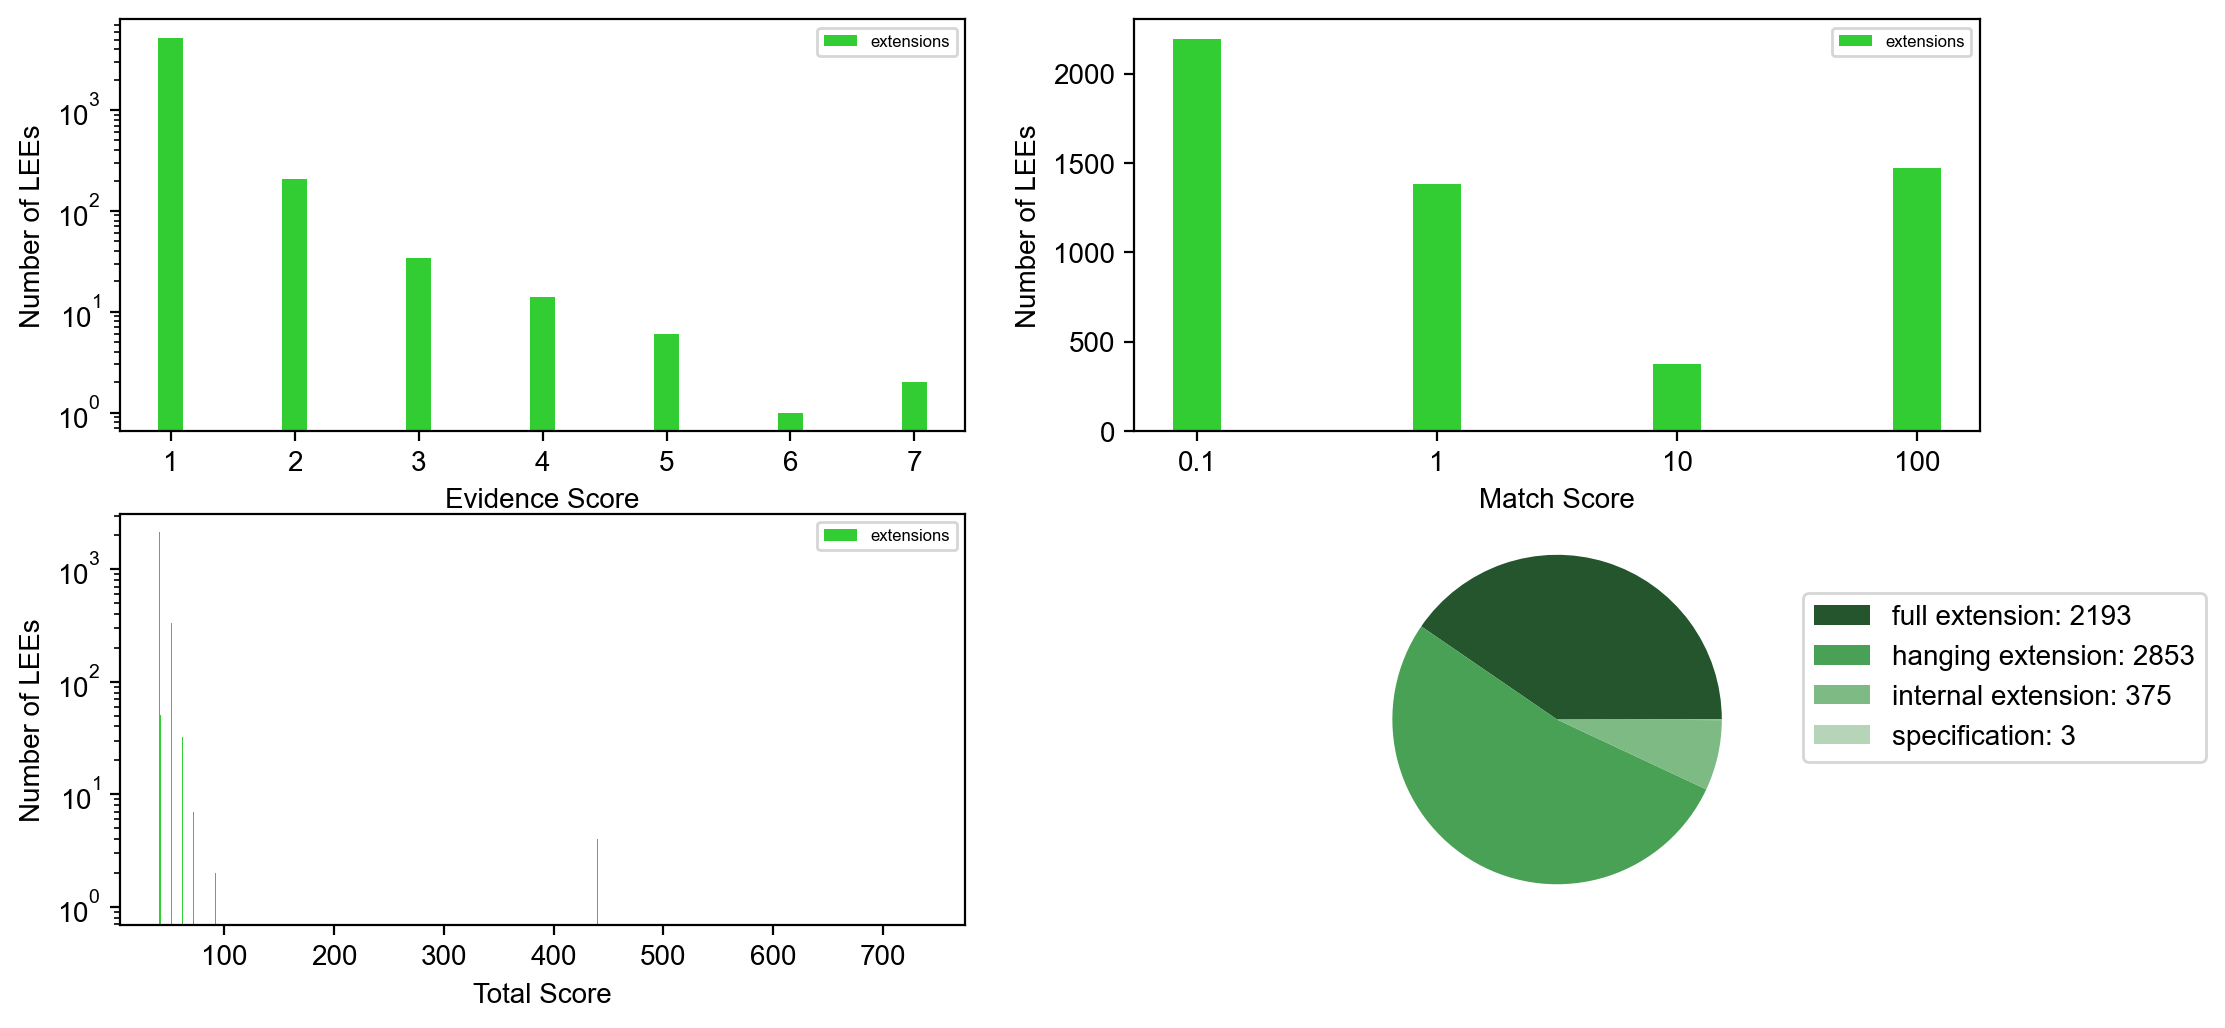 extensions
10^3
10^2
10^1
10^0
Number of LEEs
1 2 3 4 5 6 7
Evidence Score
extensions
2000
1500
1000
500
0
Number of LEEs
0.1 1 10 100
Match Score
extensions
10^3
10^2
10^1
10^0
Number of LEEs
100 200 300 400 500 600 700
Total Score
full extension: 2193
hanging extension: 2853
internal extension: 375
specification: 3